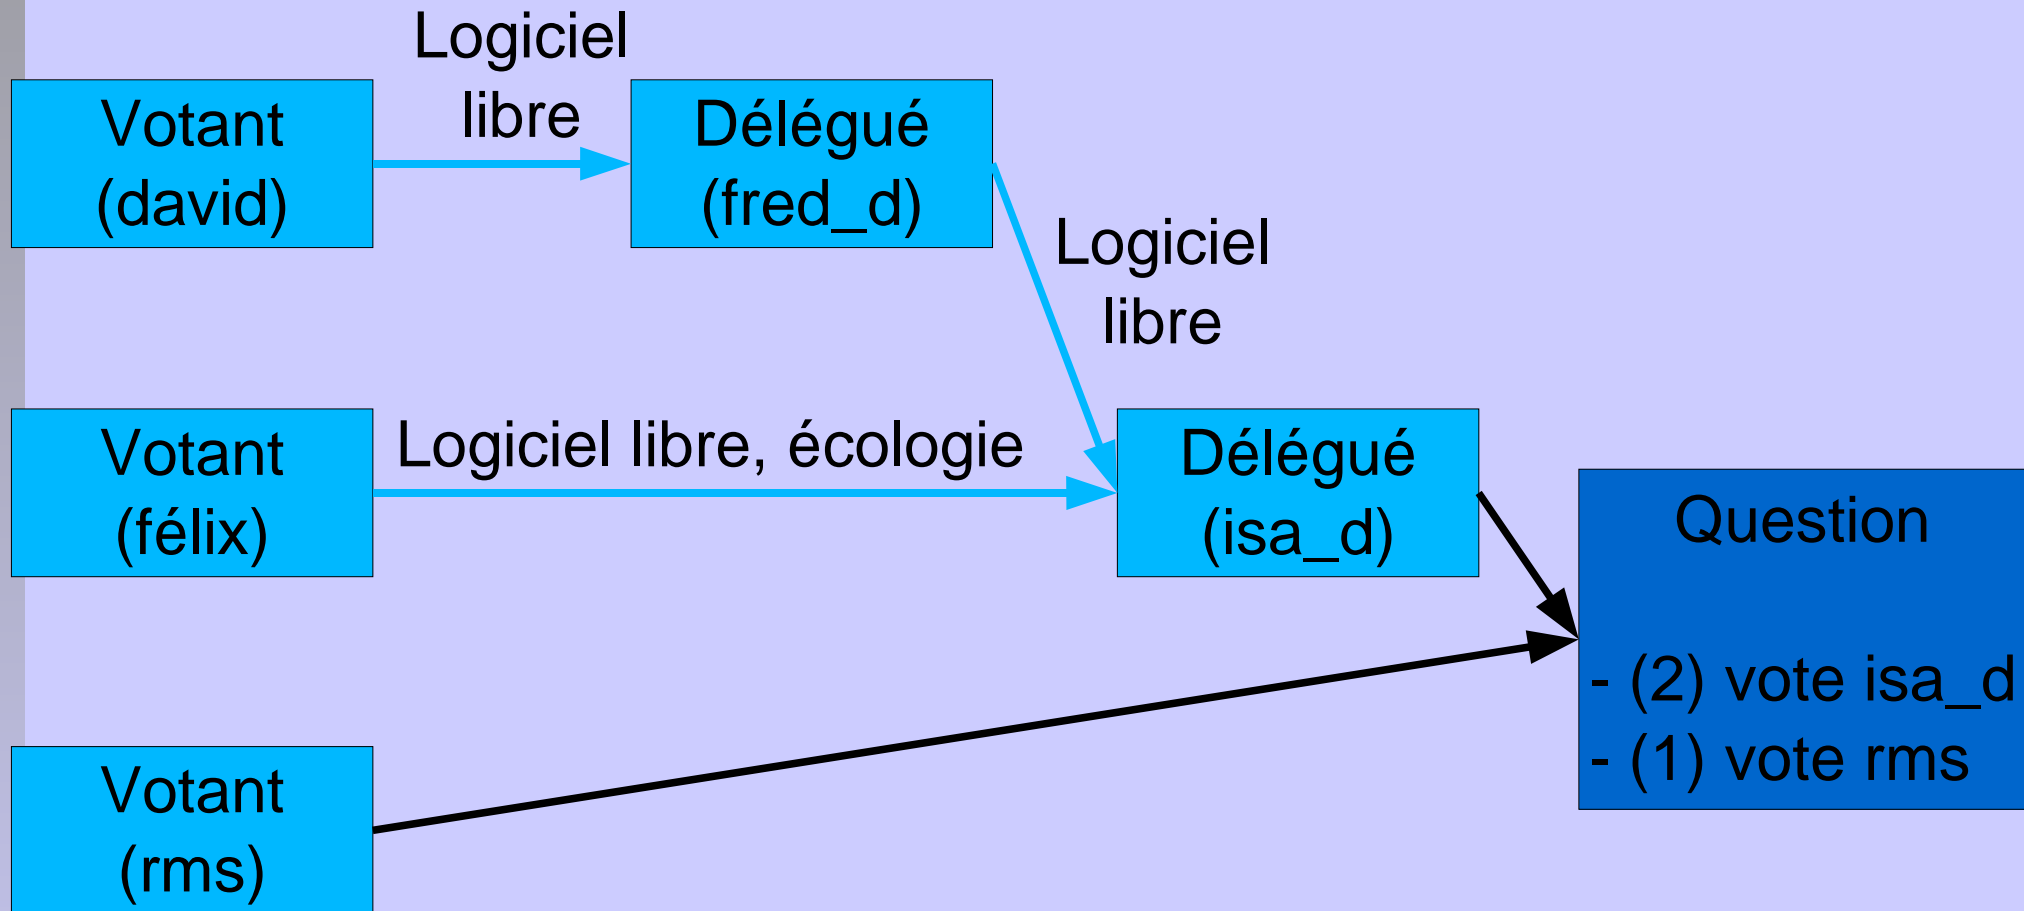 Logiciel
libre
Votant
(david)
Délégué
(fred_d)
Logiciel
libre
Votant
(félix)
Logiciel libre, écologie
Délégué
(isa_d)
Question
- (2) vote isa_d
- (1) vote rms
Votant
(rms)